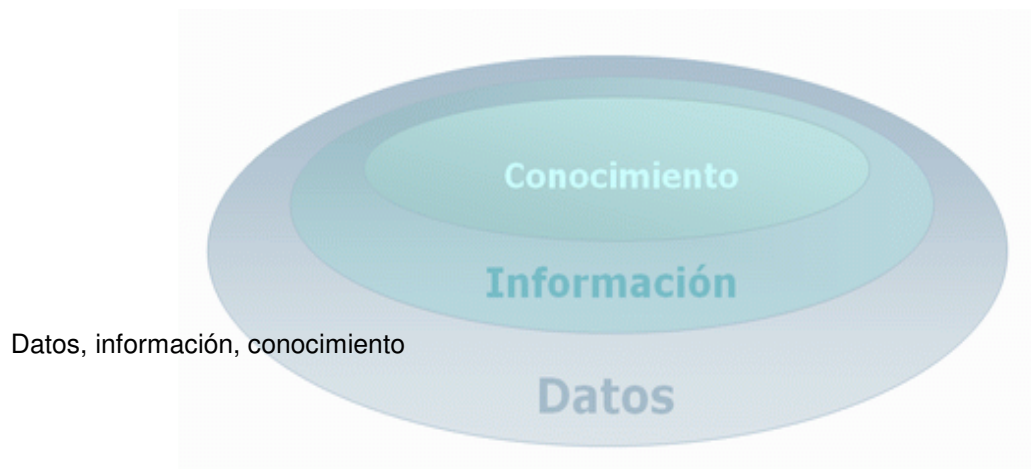 Conocimiento
Información
Datos, información, conocimiento
Datos